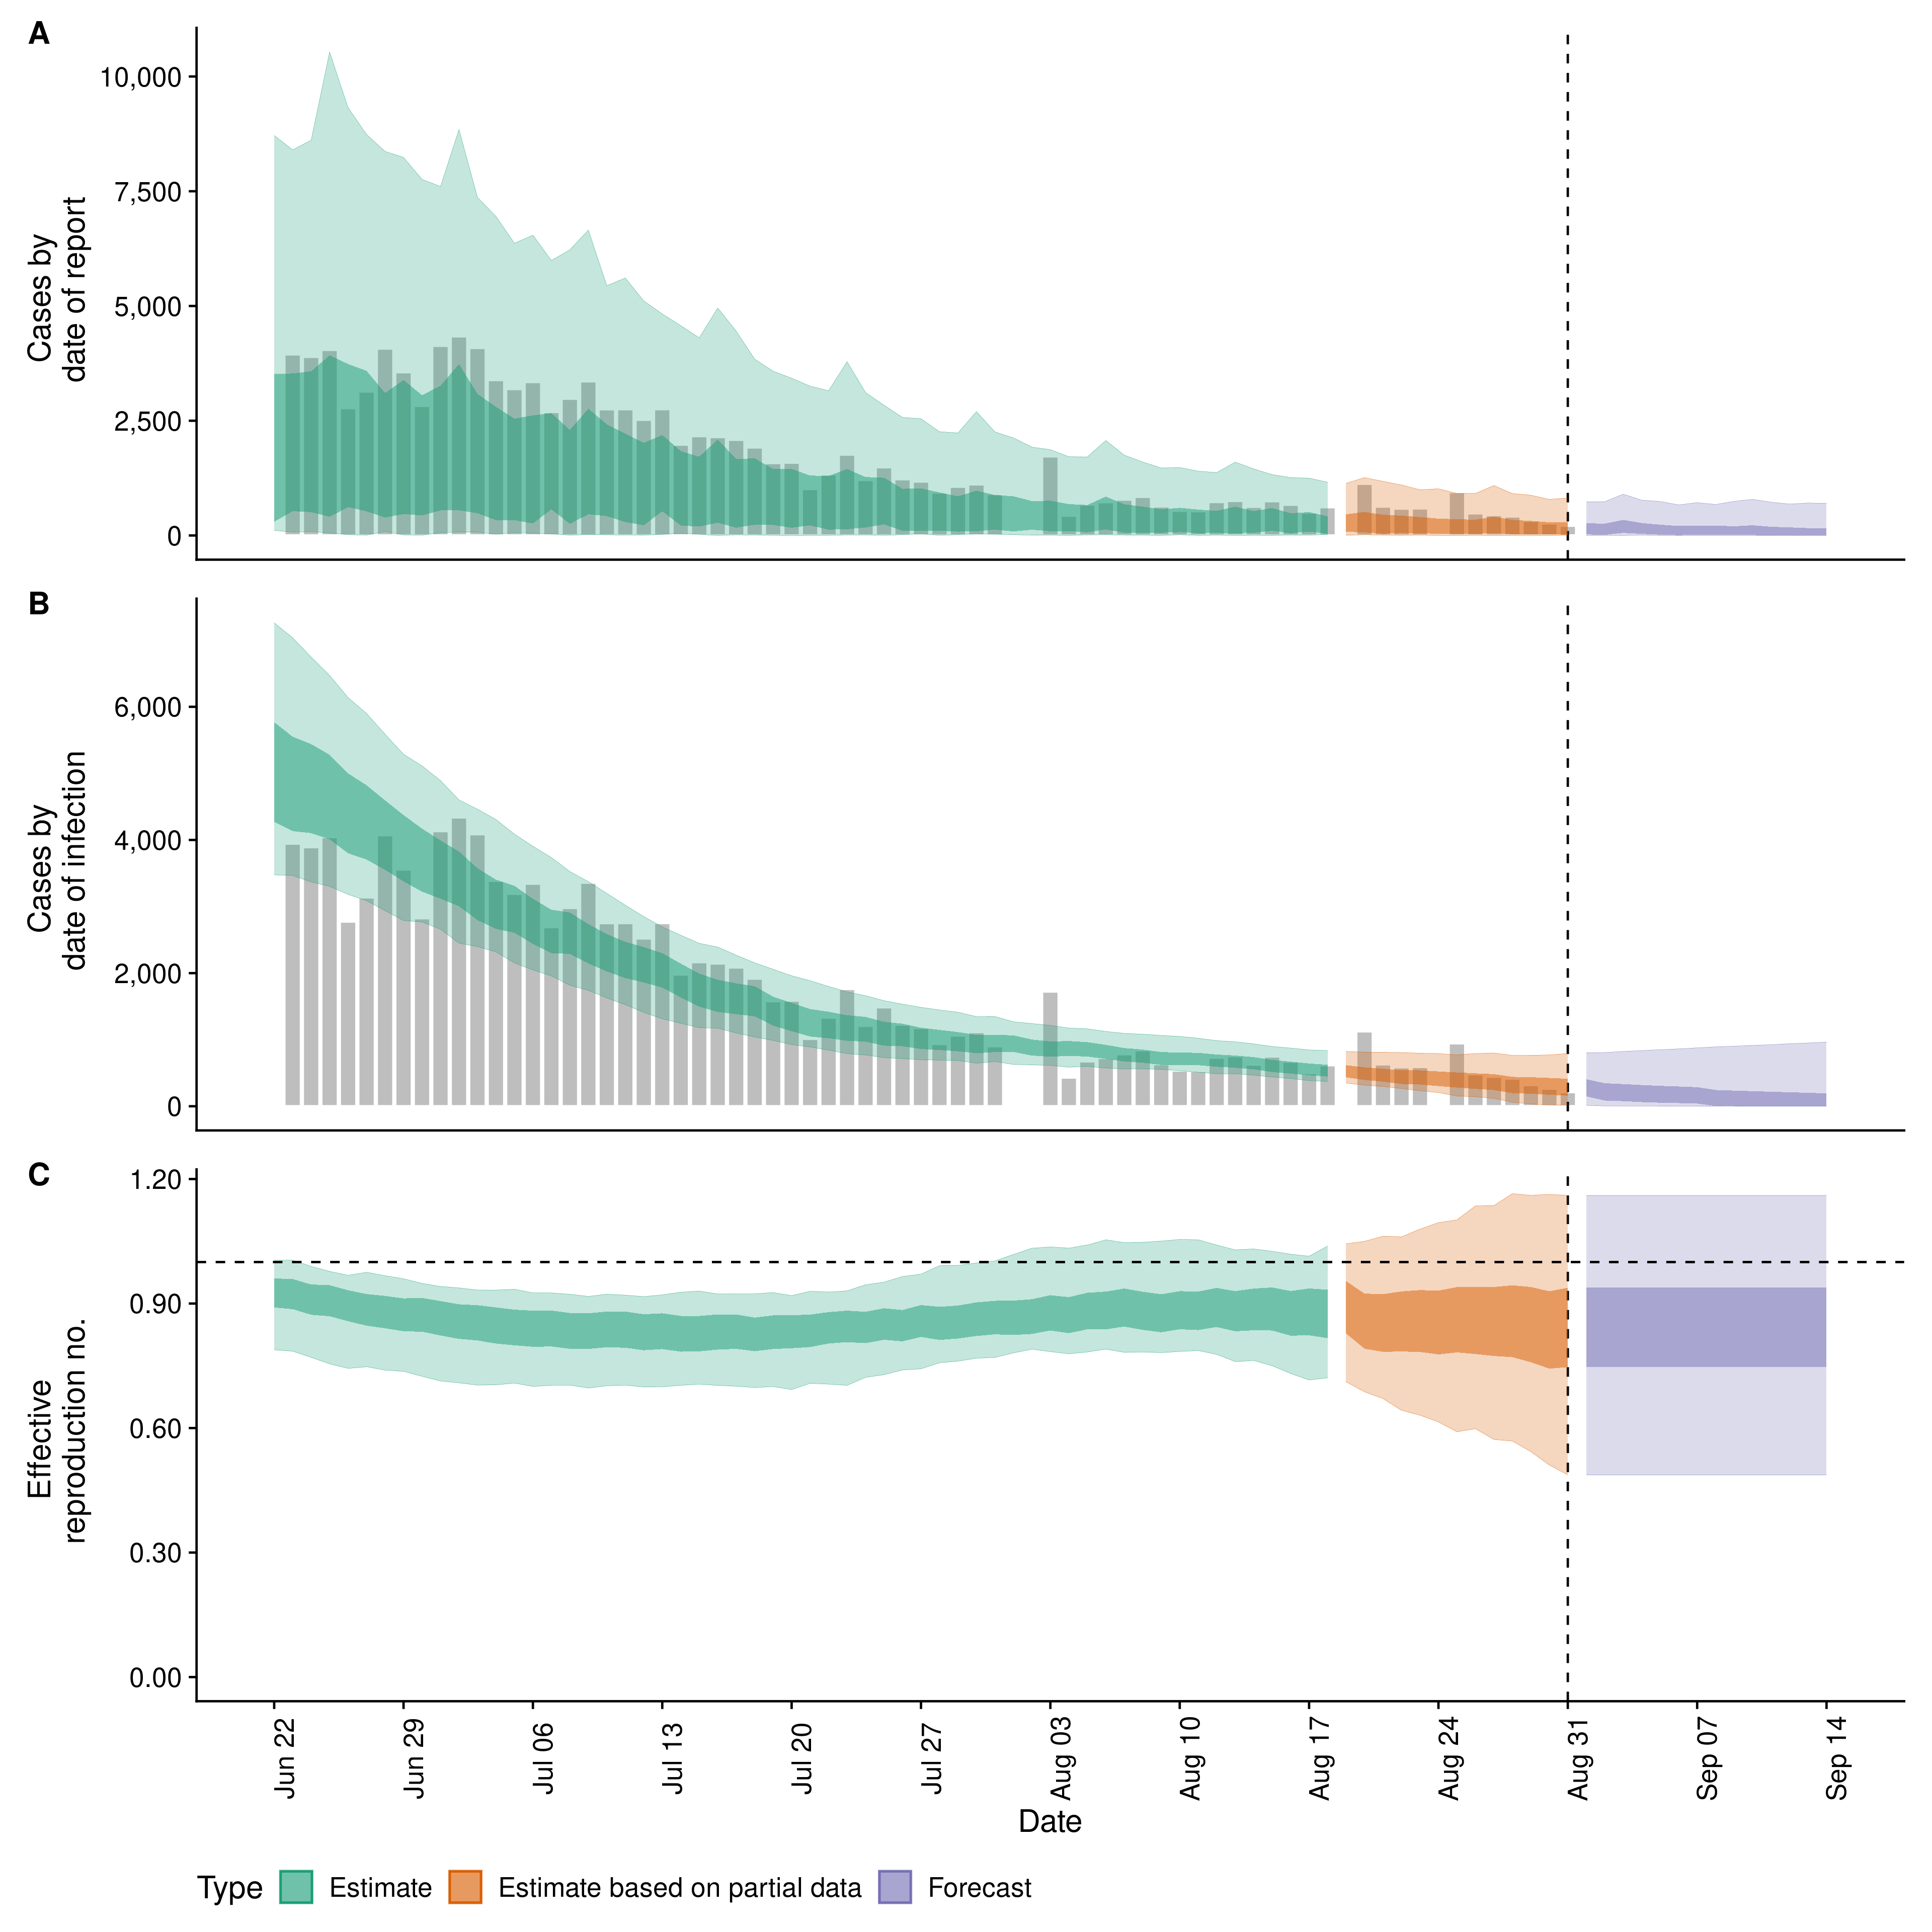 A
Cases by
date of report
10,000
7,500
5,000
2,500
0
B
Cases by
date of infection
6,000
4,000
2,000
0
C
Effective
reproduction no.
1.20
0.90
0.60
0.30
0.00
Jun 22
Jun 29
Jul 06
Jul 13
Jul 20
Jul 27
Aug 03
Aug 10
Aug 17
Aug 24
Aug 31
Sep 07
Sep 14
Date
Type Estimate Estimate based on partial data Forecast